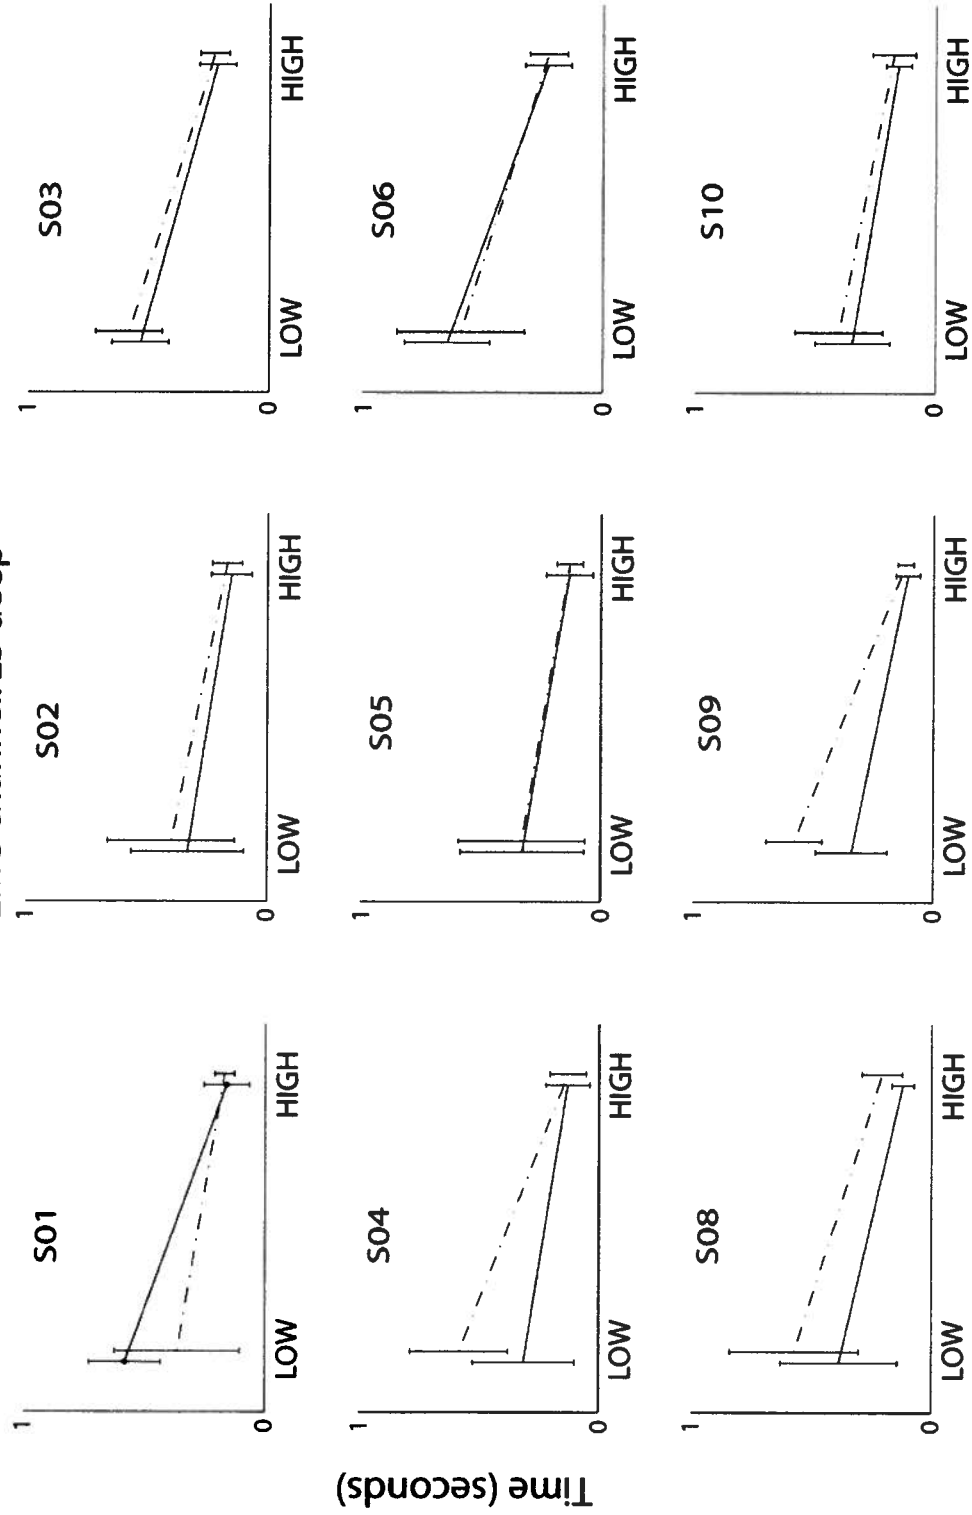 1 1 1
S01 S02 S03
0 0 0
LOW HIGH LOW HIGH LOW HIGH
1 1 1
S04 S05 S06
0 0 0
LOW HIGH LOW HIGH LOW HIGH
1 1 1
S08 S09 S10
0 0 0
LOW HIGH LOW HIGH LOW HIGH
Time (seconds)